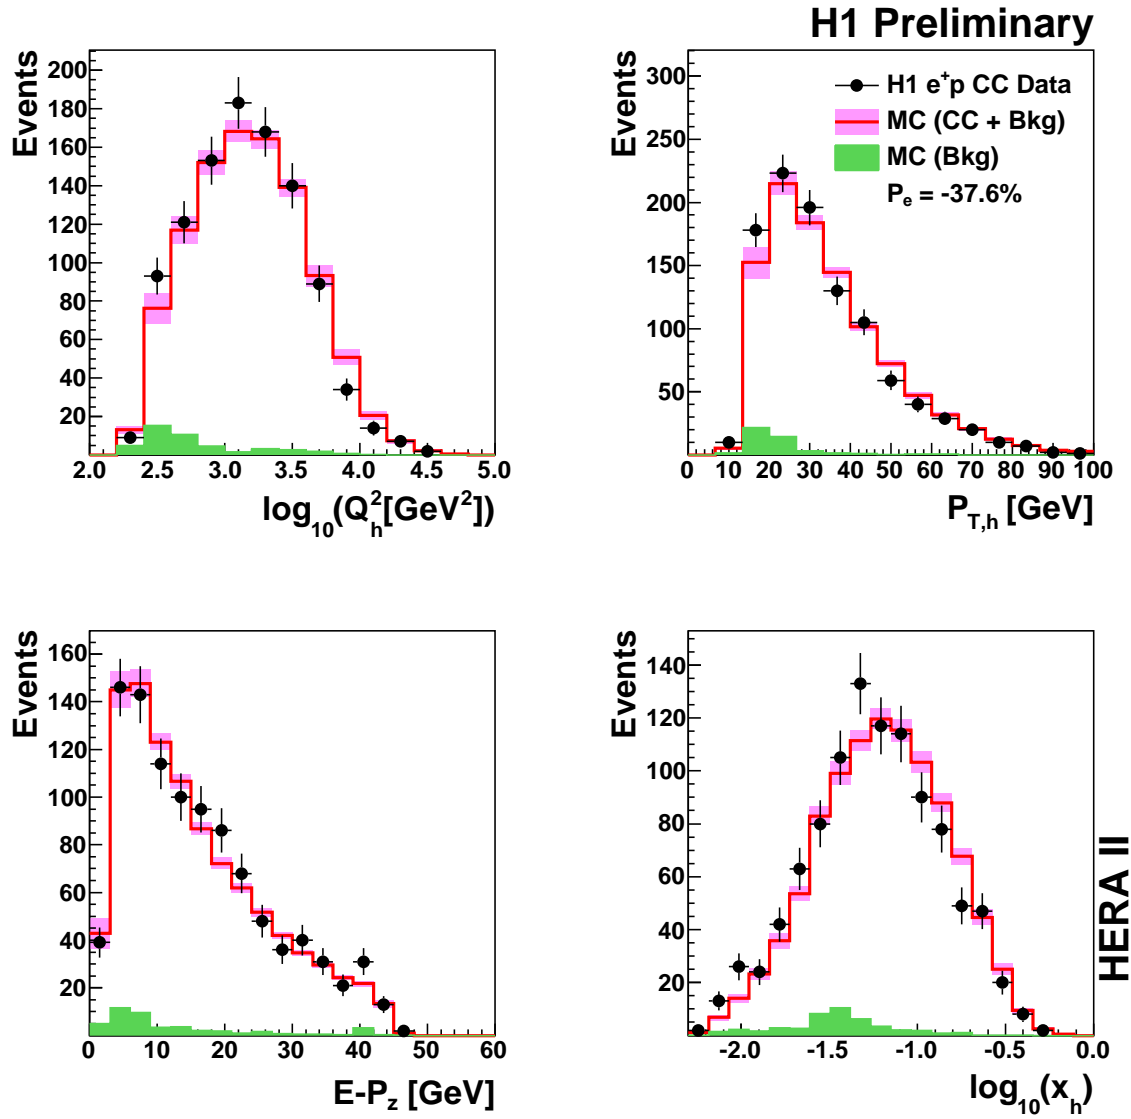 H1 Preliminary
Events
200
180
160
140
120
100
80
60
40
20
2.0 2.5 3.0 3.5 4.0 4.5 5.0
log10(Q²h[GeV²])
Events
300
250
200
150
100
50
H1 e⁺p CC Data
MC (CC + Bkg)
MC (Bkg)
Pe = -37.6%
0 10 20 30 40 50 60 70 80 90 100
PT,h [GeV]
Events
160
140
120
100
80
60
40
20
0 10 20 30 40 50 60
E-Pz [GeV]
Events
140
120
100
80
60
40
20
-2.0 -1.5 -1.0 -0.5 0.0
log10(xh)
HERA II